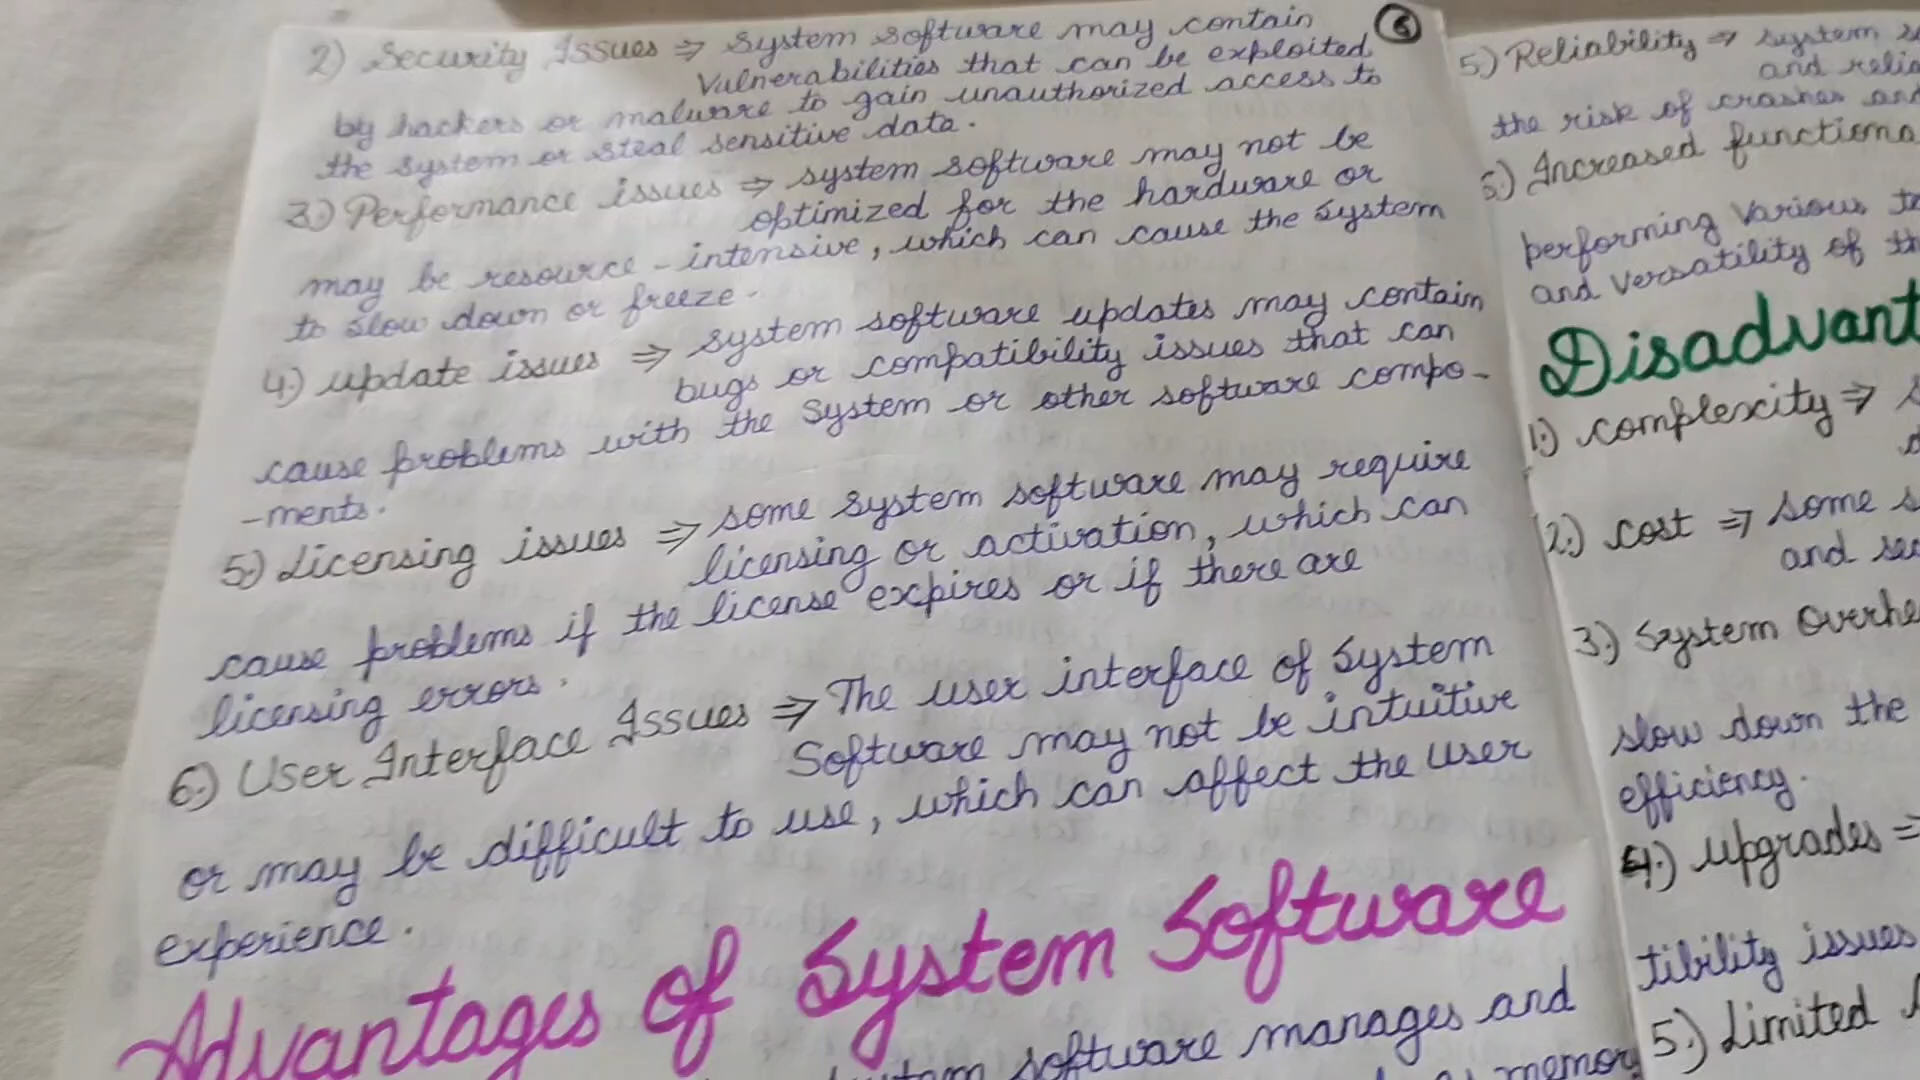 6
2) Security Issues ⇒ System software may contain
Vulnerabilities that can be exploited
by hackers or malware to gain unauthorized access to
the system or steal sensitive data.
3.) Performance issues ⇒ system software may not be
optimized for the hardware or
may be resource-intensive, which can cause the system
to slow down or freeze.
4.) update issues ⇒ system software updates may contain
bugs or compatibility issues that can
cause problems with the System or other software compo-
-ments.
5.) Licensing issues ⇒ some system software may require
licensing or activation, which can
cause problems if the license expires or if there are
licensing errors.
6.) User Interface Issues ⇒ The user interface of System
Software may not be intuitive
or may be difficult to use, which can affect the user
experience.
Advantages of System Software
software manages and
5.) Reliability ⇒ system
and
the risk of crashes and
Increased
performing various
and versatility of
1.) complexity ⇒
2.) cost ⇒ some
and
3.) System
slow down the
efficiency.
4.) upgrades ⇒
issues
5.) Limited